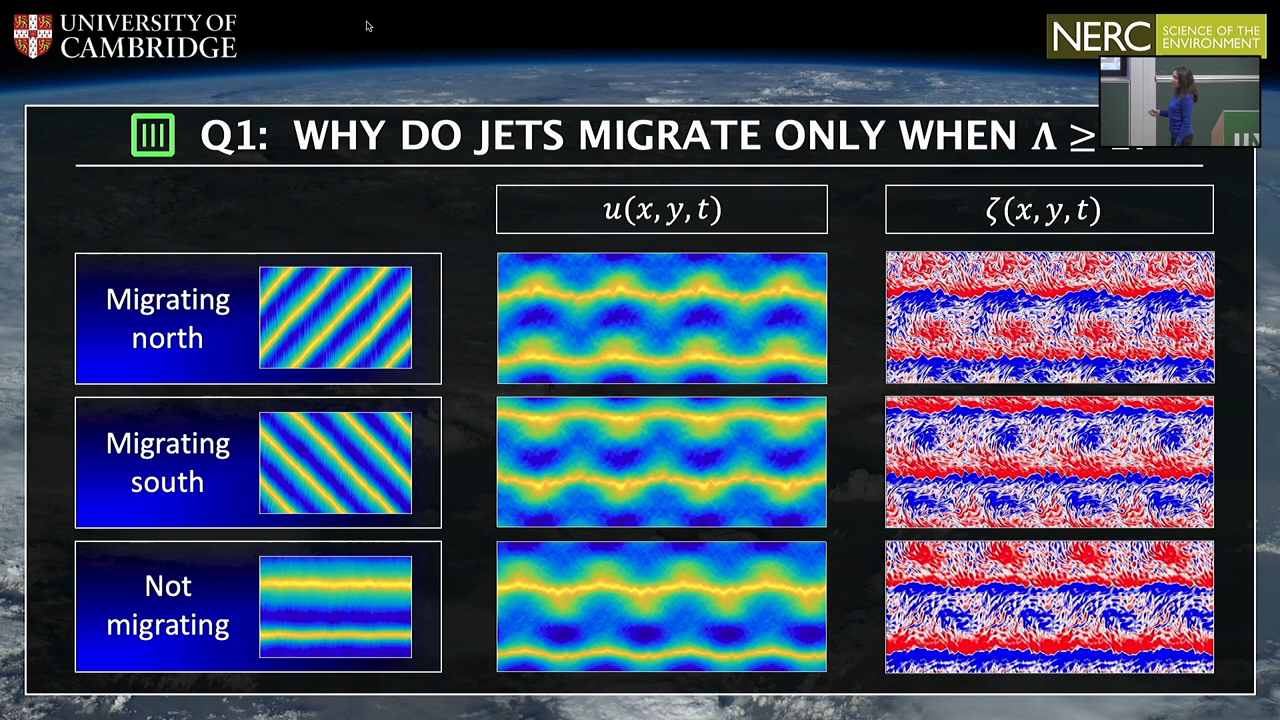 UNIVERSITY OF
CAMBRIDGE
NERC SCIENCE OF THE
ENVIRONMENT
Q1: WHY DO JETS MIGRATE ONLY WHEN Λ ≥
u(x, y, t)
ζ(x, y, t)
Migrating
north
Migrating
south
Not
migrating